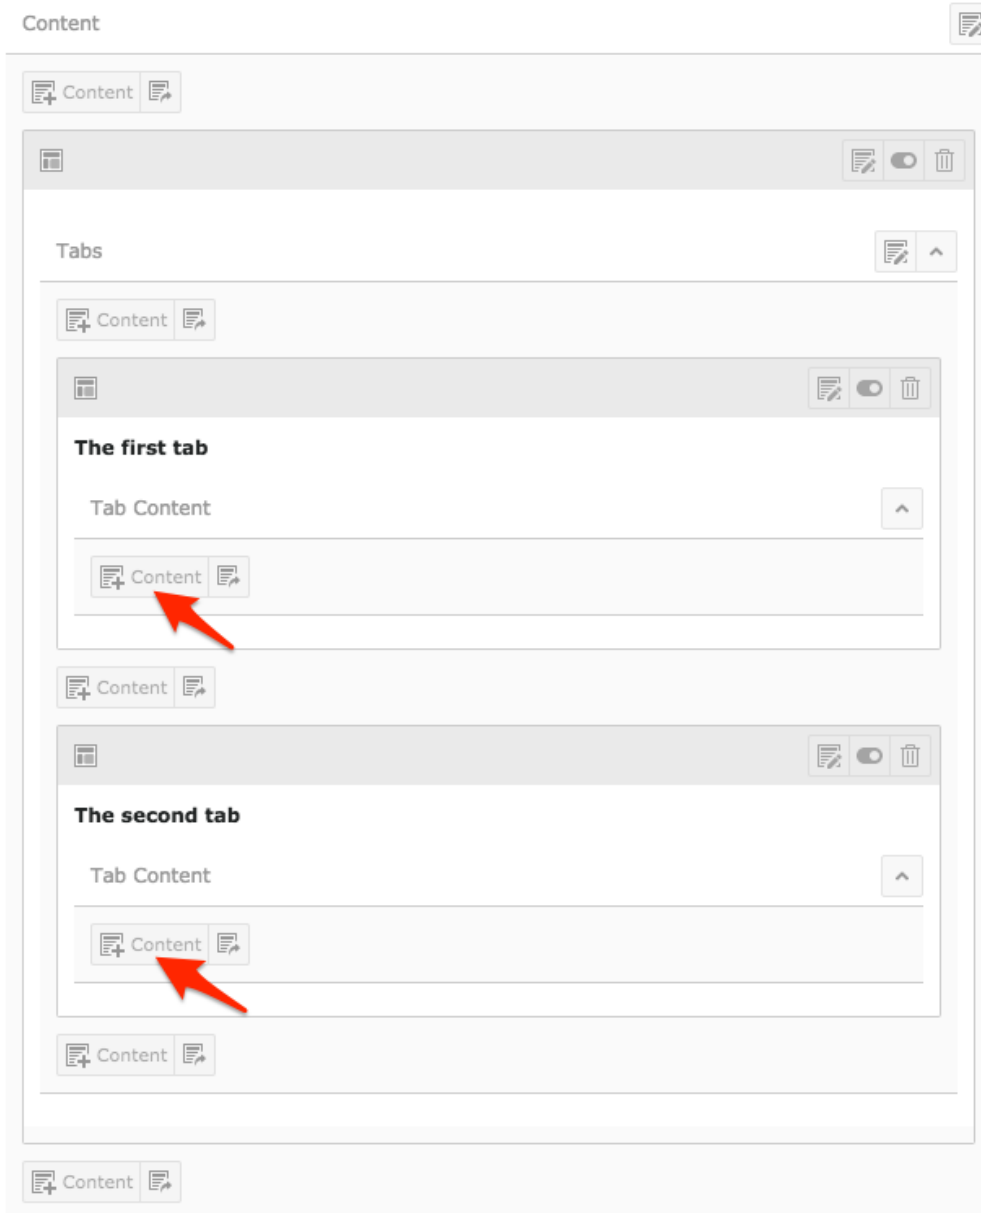 Content
Content
Tabs
Content
The first tab
Tab Content
Content
Content
The second tab
Tab Content
Content
Content
Content